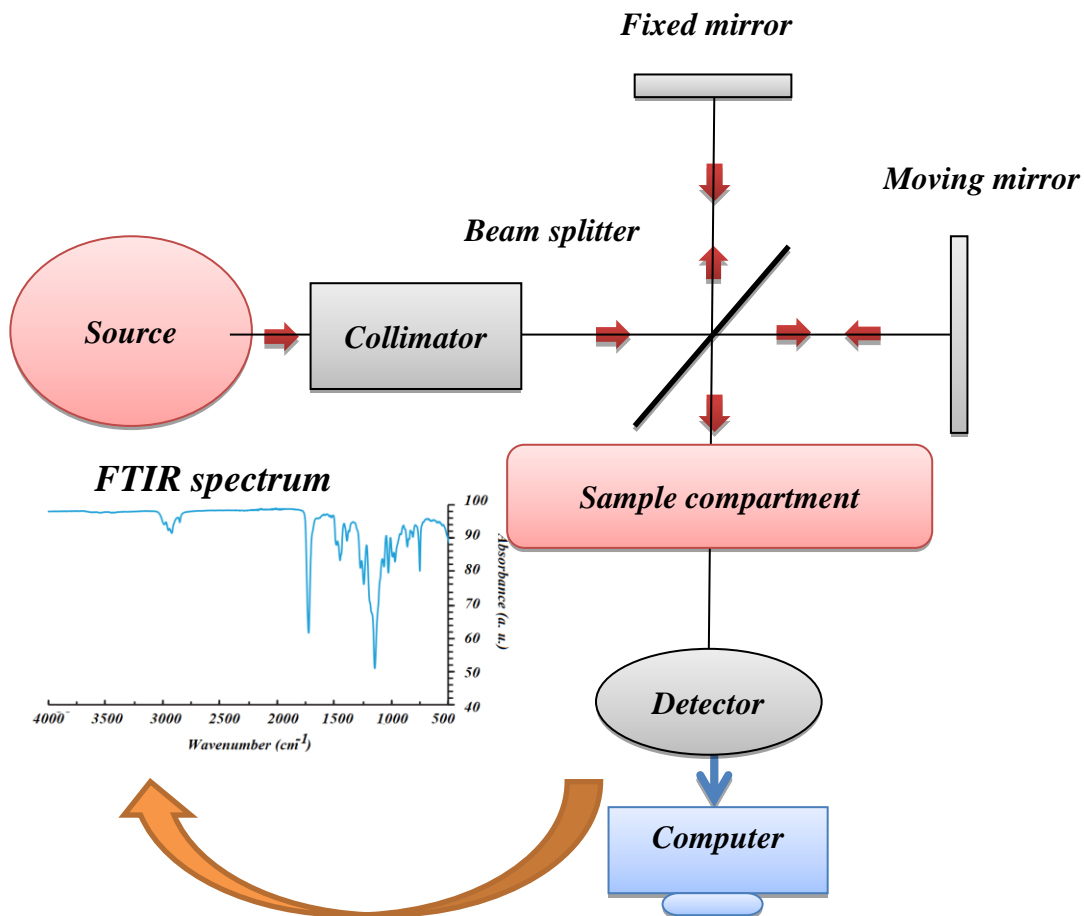 Fixed mirror
Moving mirror
Beam splitter
Source
Collimator
FTIR spectrum
Sample compartment
100
90
80
70
60
50
40
Absorbance (a. u.)
4000 3000 2500 2000 1500 1000 500
Wavenumber (cm-1)
Detector
Computer